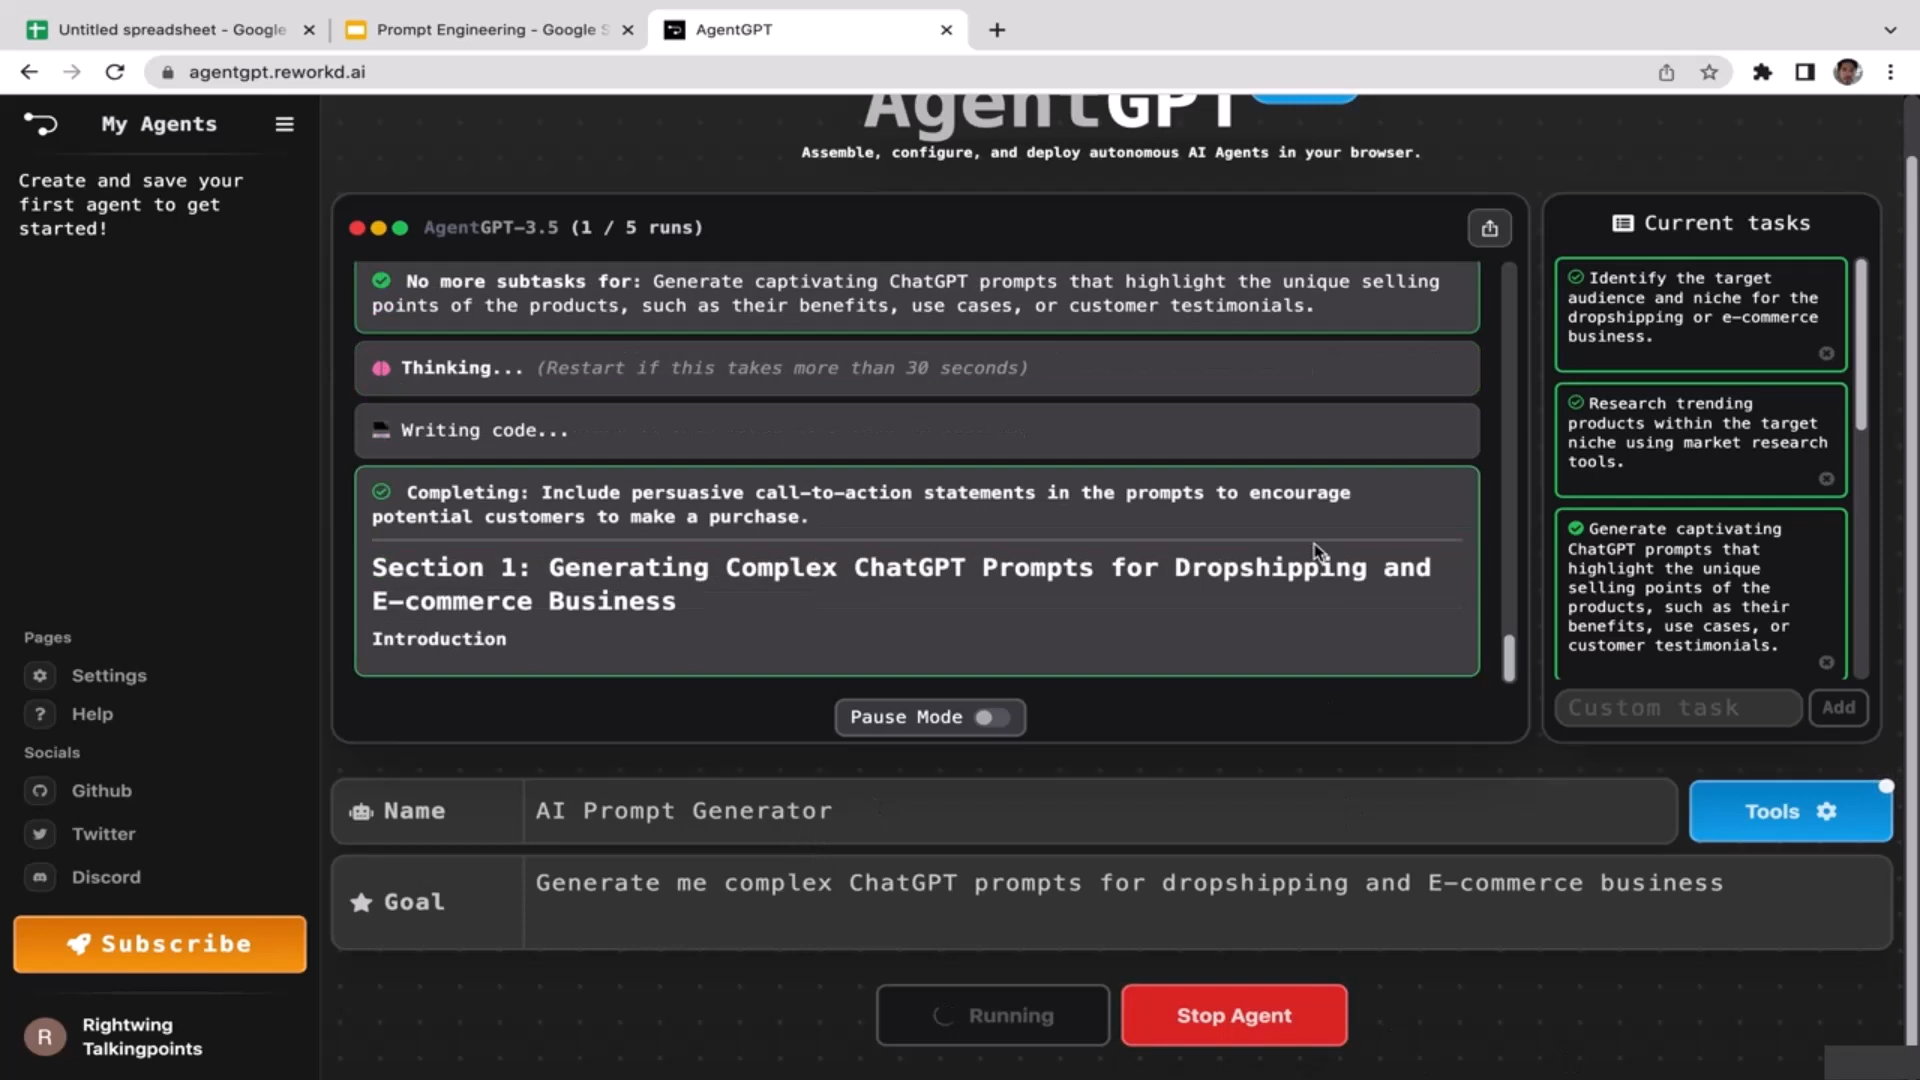 Untitled spreadsheet - Google
Prompt Engineering - Google S
AgentGPT
agentgpt.reworkd.ai
My Agents
Create and save your
first agent to get
started!
Pages
Settings
? Help
Socials
Github
Twitter
Discord
Subscribe
R
Rightwing
Talkingpoints
AgentGPT
Assemble, configure, and deploy autonomous AI Agents in your browser.
AgentGPT-3.5 (1 / 5 runs)
No more subtasks for: Generate captivating ChatGPT prompts that highlight the unique selling
points of the products, such as their benefits, use cases, or customer testimonials.
Thinking... (Restart if this takes more than 30 seconds)
Writing code...
Completing: Include persuasive call-to-action statements in the prompts to encourage
potential customers to make a purchase.
Section 1: Generating Complex ChatGPT Prompts for Dropshipping and
E-commerce Business
Introduction
Pause Mode
Current tasks
Identify the target
audience and niche for the
dropshipping or e-commerce
business.
Research trending
products within the target
niche using market research
tools.
Generate captivating
ChatGPT prompts that
highlight the unique
selling points of the
products, such as their
benefits, use cases, or
customer testimonials.
Custom task
Add
Name
AI Prompt Generator
Tools
Goal
Generate me complex ChatGPT prompts for dropshipping and E-commerce business
Running
Stop Agent